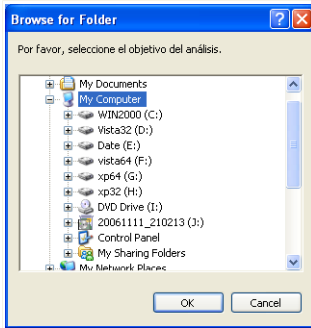 Browse for Folder
Por favor, seleccione el objetivo del análisis.
My Documents
My Computer
WIN2000 (C:)
Vista32 (D:)
Date (E:)
vista64 (F:)
xp64 (G:)
xp32 (H:)
DVD Drive (I:)
20061111_210213 (J:)
Control Panel
My Sharing Folders
My Network Places
OK Cancel